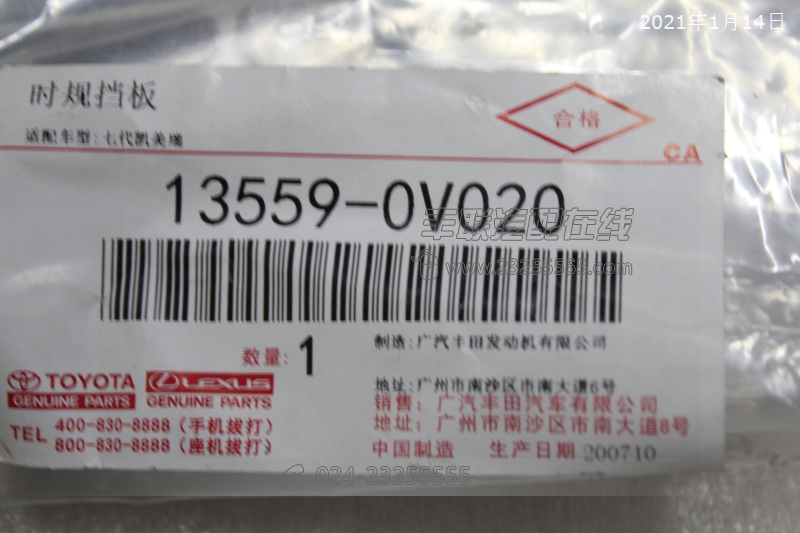 2021年1月14日
时规挡板
合格
适配车型:七代凯美瑞
CA
13559-0V020
丰联汽配在线
www.23255555.com
数量: 1
制造:广汽丰田发动机有限公司
地址:广州市南沙区市南大道6号
TOYOTA
GENUINE PARTS
LEXUS
GENUINE PARTS
销售:广汽丰田汽车有限公司
地址:广州市南沙区市南大道8号
TEL 400-830-8888(手机拨打)
800-830-8888(座机拨打)
中国制造 生产日期 200710
024-23255555